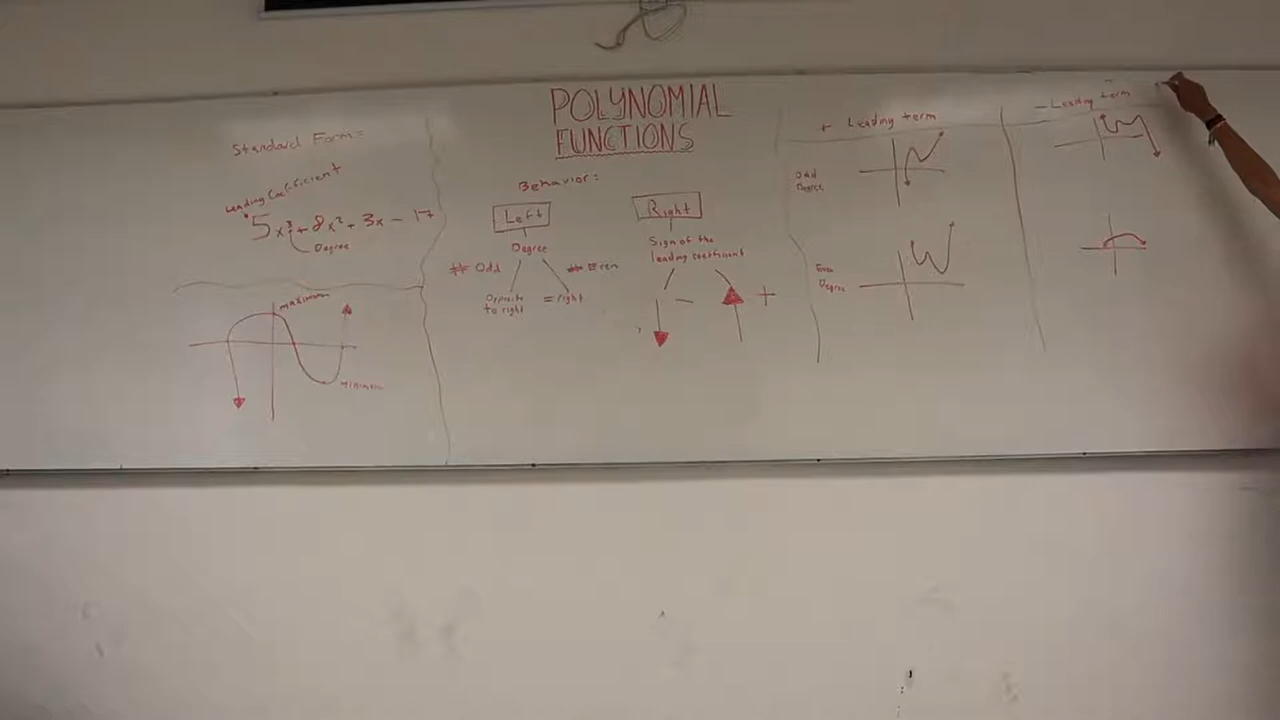 Standard Form=
Leading Coefficient
5x³+8x²+3x-17
Degree
maximum
minimum
POLYNOMIAL
FUNCTIONS
Behavior:
Left
Degree
## Odd
## Even
Opposite
to right
= right
Right
Sign of the
leading coefficient
-
+
+ Leading term
Odd
Degree
Even
Degree
- Leading term